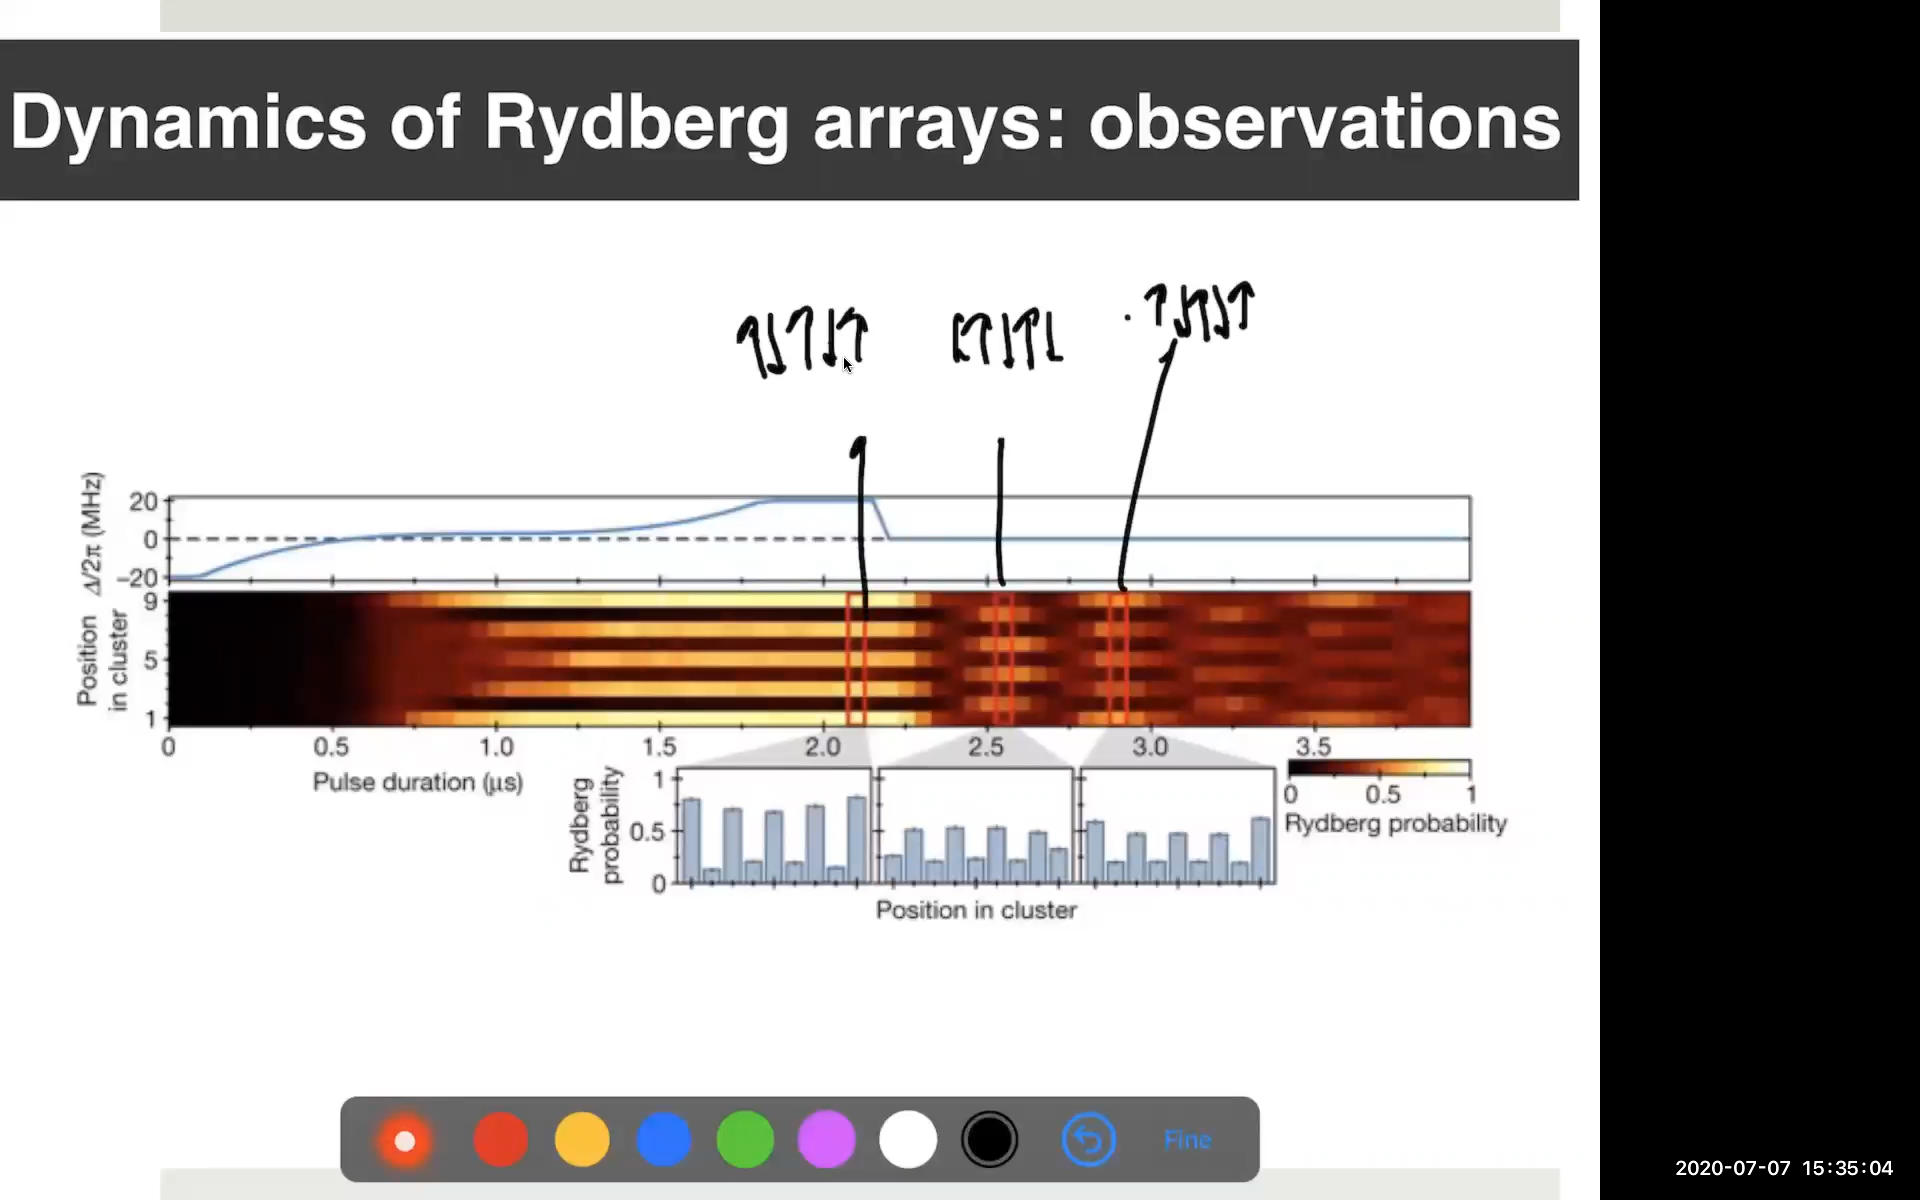 Dynamics of Rydberg arrays: observations
↑↓↑↓↑ ↓↑↓↑↓ ↑↓↑↓↑
Δ/2π (MHz)
20
0
−20
Position in cluster
9
5
1
0 0.5 1.0 1.5 2.0 2.5 3.0 3.5
Pulse duration (μs)
Rydberg probability
1
0.5
0
Position in cluster
0 0.5 1
Rydberg probability
Fine
2020-07-07 15:35:04